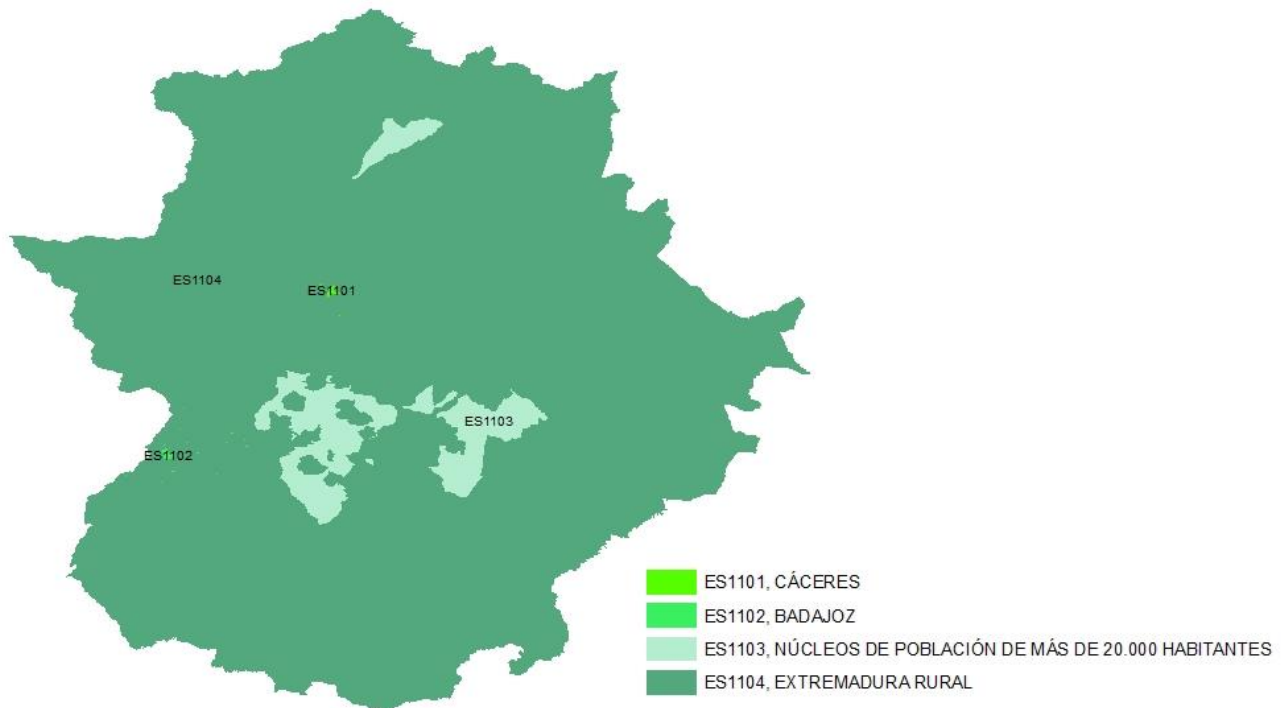 ES1104
ES1101
ES1103
ES1102
ES1101, CÁCERES
ES1102, BADAJOZ
ES1103, NÚCLEOS DE POBLACIÓN DE MÁS DE 20.000 HABITANTES
ES1104, EXTREMADURA RURAL